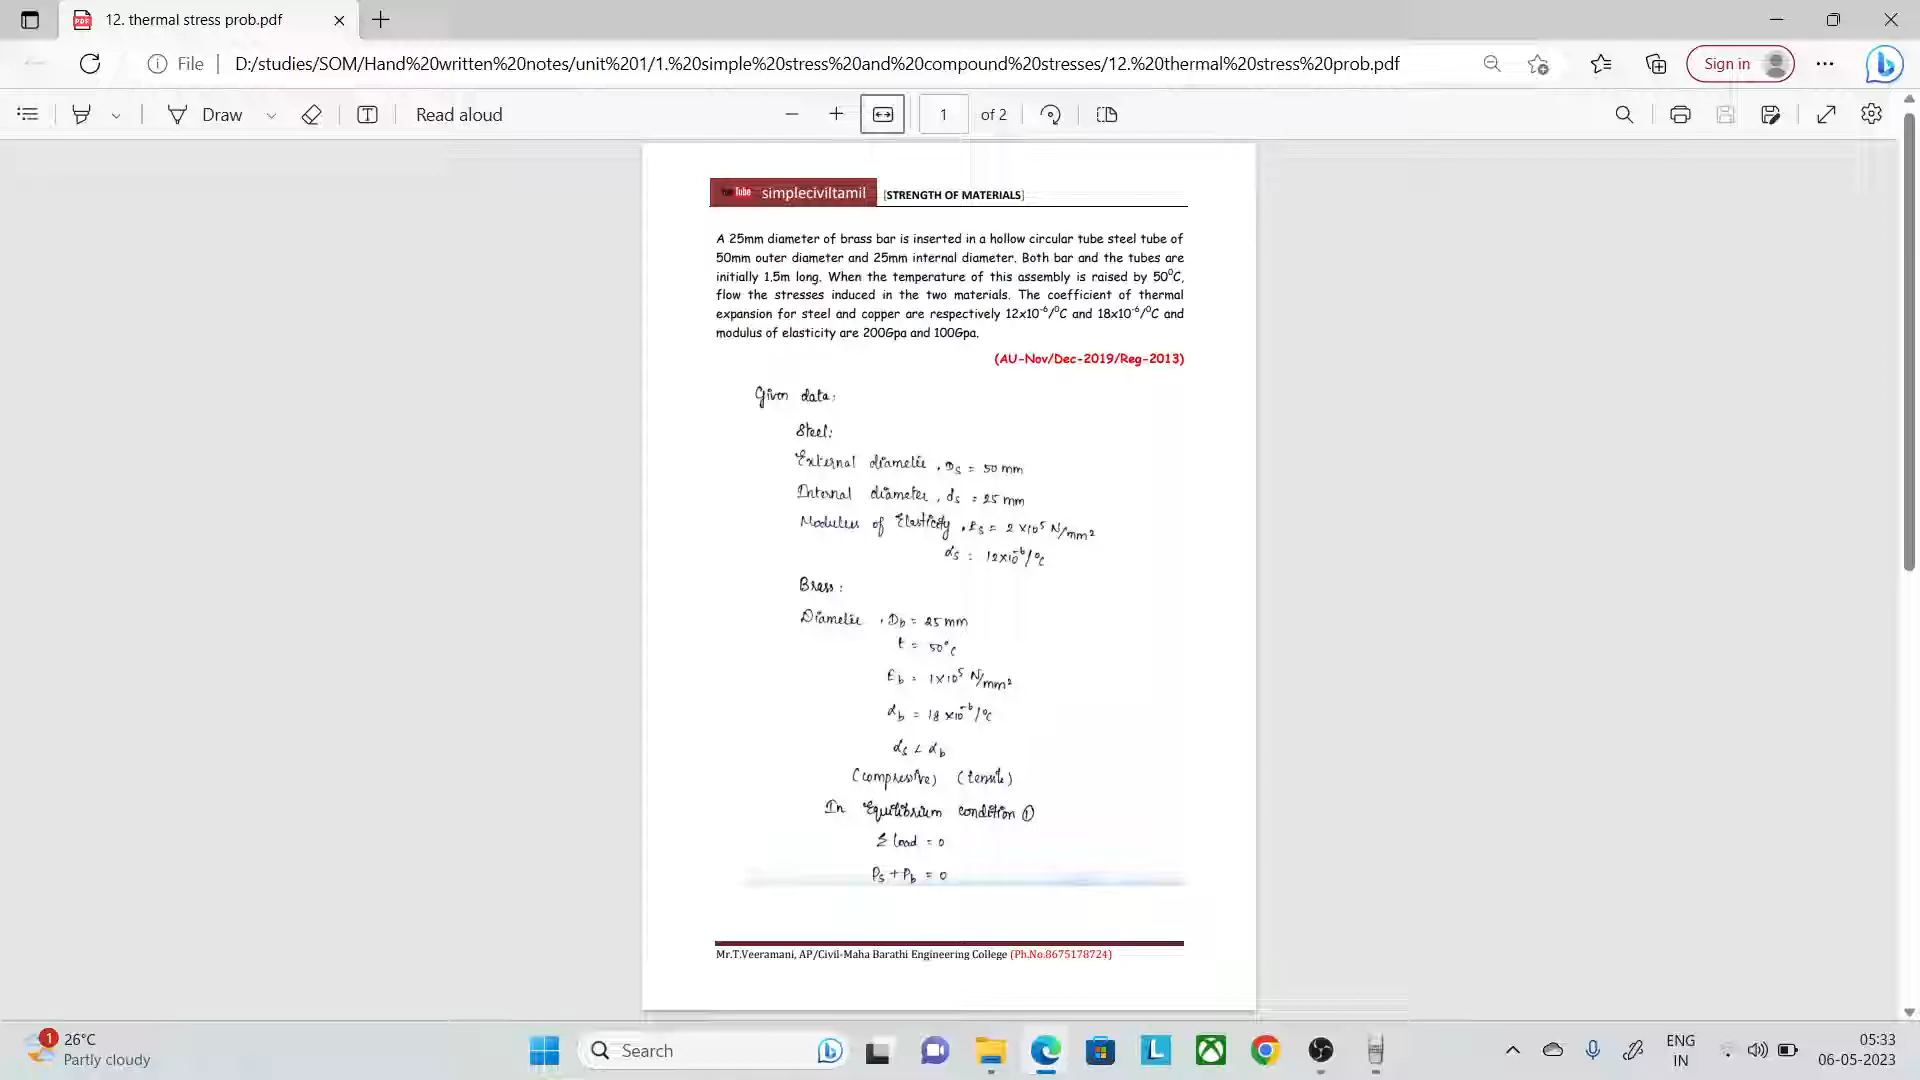 12. thermal stress prob.pdf
File
D:/studies/SOM/Hand%20written%20notes/unit%201/1.%20simple%20stress%20and%20compound%20stresses/12.%20thermal%20stress%20prob.pdf
Sign in
Draw
Read aloud
1 of 2
Tube simpleciviltamil [STRENGTH OF MATERIALS]
A 25mm diameter of brass bar is inserted in a hollow circular tube steel tube of
50mm outer diameter and 25mm internal diameter. Both bar and the tubes are
initially 1.5m long. When the temperature of this assembly is raised by 50⁰C,
flow the stresses induced in the two materials. The coefficient of thermal
expansion for steel and copper are respectively 12x10⁻⁶/⁰C and 18x10⁻⁶/⁰C and
modulus of elasticity are 200Gpa and 100Gpa.
(AU-Nov/Dec-2019/Reg-2013)
Given data:
Steel:
External diameter, Ds = 50 mm
Internal diameter, ds = 25 mm
Modulus of Elasticity, Es = 2 x10⁵ N/mm²
αs = 12x10⁻⁶/°c
Brass:
Diameter, Db = 25 mm
t = 50°c
Eb = 1x10⁵ N/mm²
αb = 18 x10⁻⁶/°c
αs < αb
(compressive) (tensile)
In Equilibrium condition ①
Σ load = 0
Ps + Pb = 0
Mr.T.Veeramani, AP/Civil-Maha Barathi Engineering College (Ph.No.8675178724)
1
26°C
Partly cloudy
Search
ENG
IN
05:33
06-05-2023